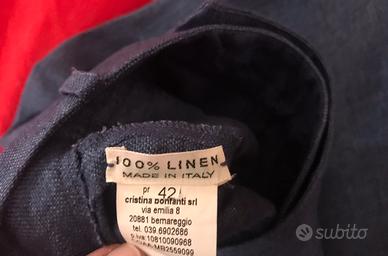 100% LINEN
MADE IN ITALY
pr 42
cristina bonfanti srl
via emilia 8
20881 bernareggio
tel. 039.6902686
p.iva 10810090968
MB2559099
subito